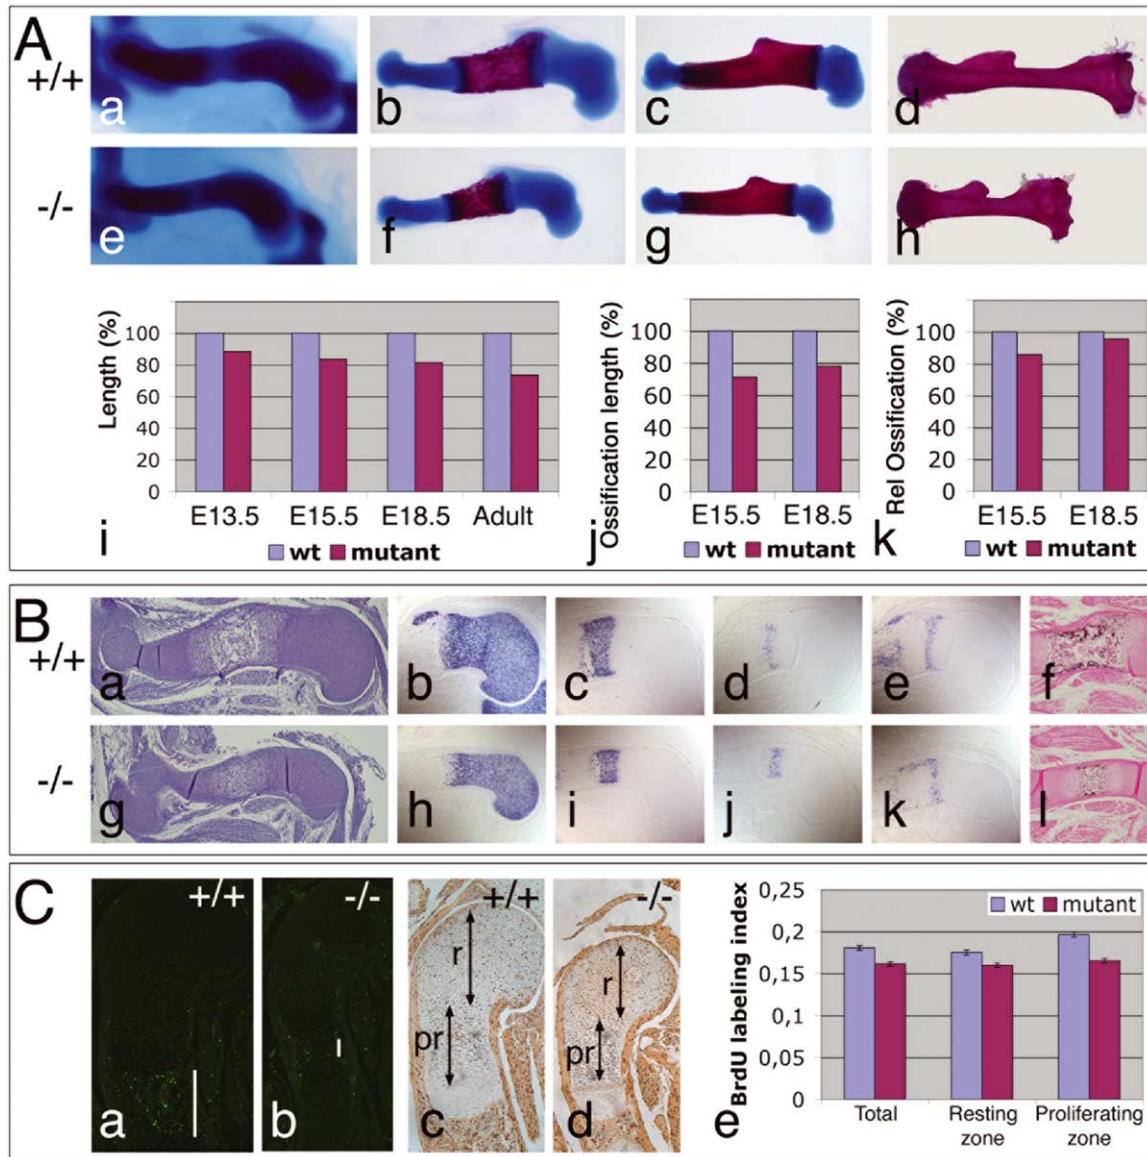 A
+/+
a b c d
-/-
e f g h
Length (%)
100
80
60
40
20
0
E13.5 E15.5 E18.5 Adult
i
wt mutant
Ossification length (%)
100
80
60
40
20
0
E15.5 E18.5
j
wt mutant
Rel Ossification (%)
100
80
60
40
20
0
E15.5 E18.5
k
wt mutant
B
+/+
a b c d e f
-/-
g h i j k l
C
+/+ -/- +/+ -/-
r r
pr pr
a b c d
BrdU labeling index
0,25
0,2
0,15
0,1
0,05
0
wt mutant
Total Resting zone Proliferating zone
e